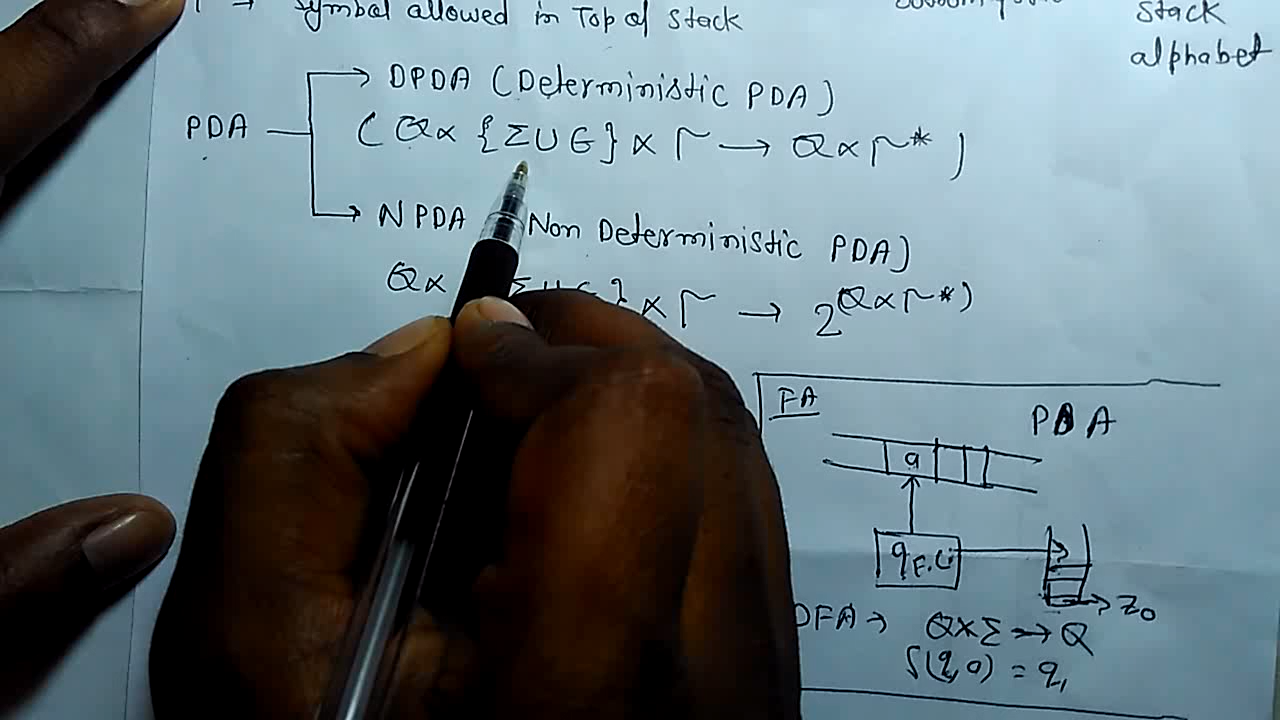 Γ → Symbol allowed in Top of Stack
Stack
alphabet
PDA
DPDA (Deterministic PDA)
(Q × {Σ ∪ ϵ} × Γ → Q × Γ*)
NPDA Non Deterministic PDA)
Q × Σ ∪ ϵ} × Γ → 2^(Q × Γ*)
FA
PDA
a
q F.C
Z₀
DFA → Q × Σ → Q
δ(q, a) = q₁